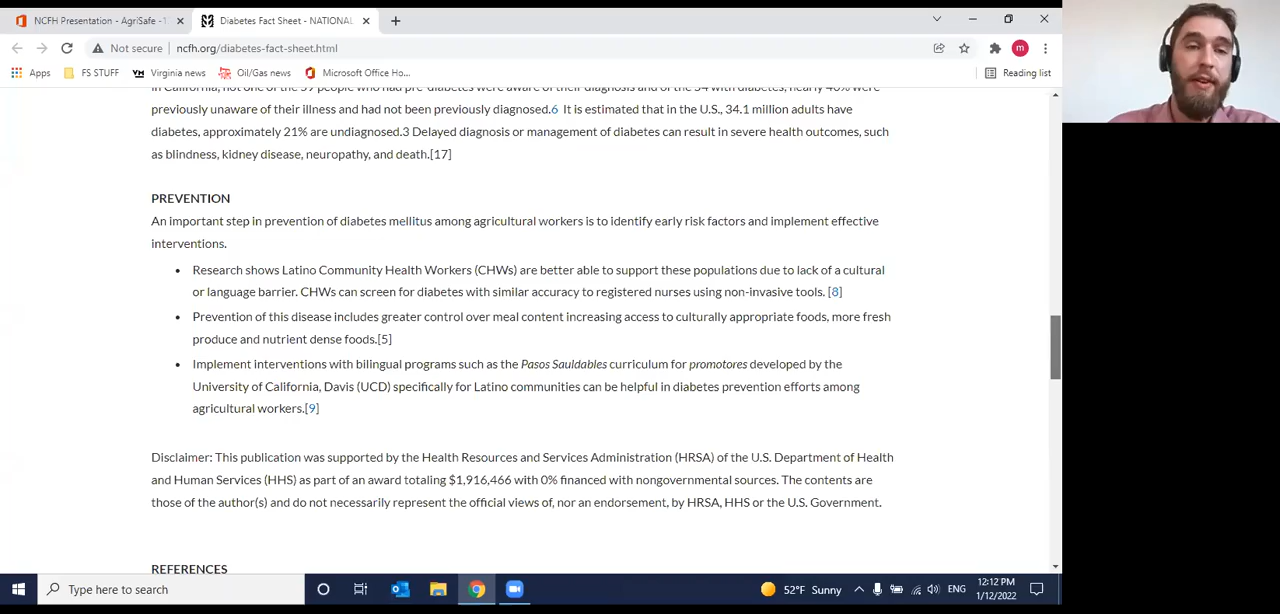 NCFH Presentation - AgriSafe - 1
Diabetes Fact Sheet - NATIONAL
Not secure
ncfh.org/diabetes-fact-sheet.html
m
Apps
FS STUFF
VM Virginia news
Oil/Gas news
Microsoft Office Ho...
Reading list
previously unaware of their illness and had not been previously diagnosed.6 It is estimated that in the U.S., 34.1 million adults have
diabetes, approximately 21% are undiagnosed.3 Delayed diagnosis or management of diabetes can result in severe health outcomes, such
as blindness, kidney disease, neuropathy, and death.[17]
PREVENTION
An important step in prevention of diabetes mellitus among agricultural workers is to identify early risk factors and implement effective
interventions.
• Research shows Latino Community Health Workers (CHWs) are better able to support these populations due to lack of a cultural
or language barrier. CHWs can screen for diabetes with similar accuracy to registered nurses using non-invasive tools. [8]
• Prevention of this disease includes greater control over meal content increasing access to culturally appropriate foods, more fresh
produce and nutrient dense foods.[5]
• Implement interventions with bilingual programs such as the Pasos Sauldables curriculum for promotores developed by the
University of California, Davis (UCD) specifically for Latino communities can be helpful in diabetes prevention efforts among
agricultural workers.[9]
Disclaimer: This publication was supported by the Health Resources and Services Administration (HRSA) of the U.S. Department of Health
and Human Services (HHS) as part of an award totaling $1,916,466 with 0% financed with nongovernmental sources. The contents are
those of the author(s) and do not necessarily represent the official views of, nor an endorsement, by HRSA, HHS or the U.S. Government.
REFERENCES
Type here to search
52°F Sunny
ENG
12:12 PM
1/12/2022